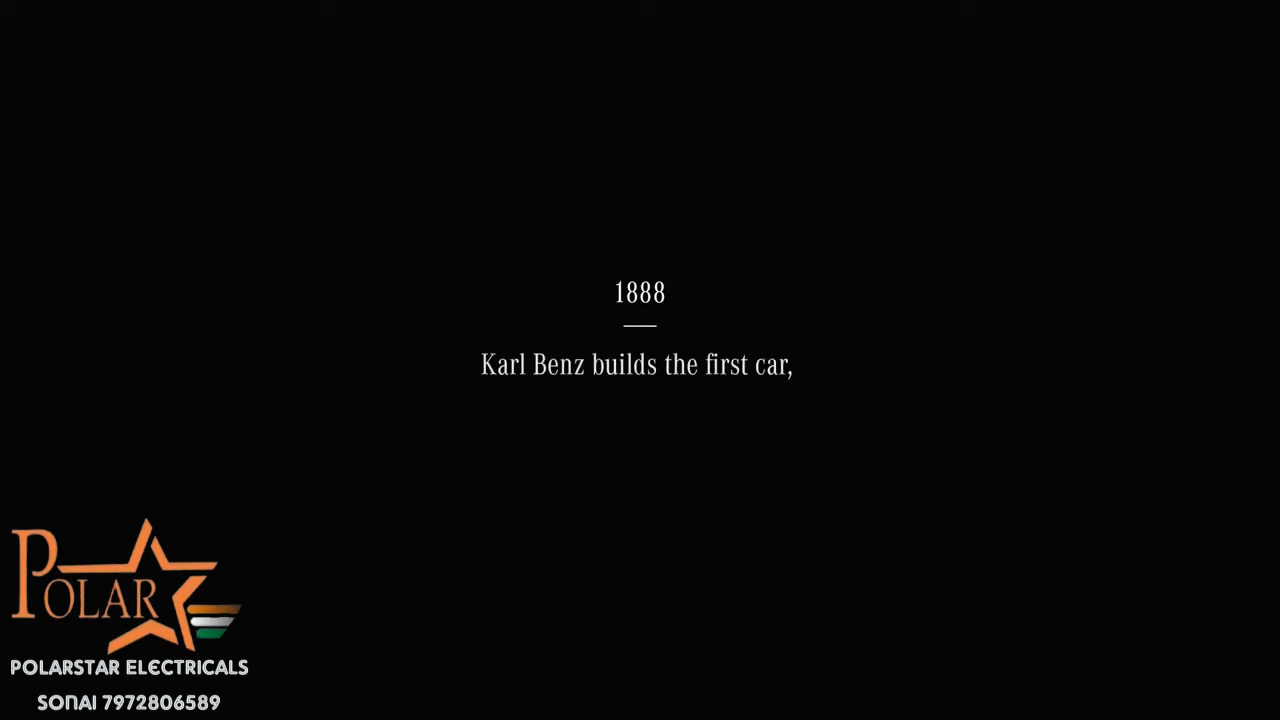 1888
Karl Benz builds the first car,
POLAR
POLARSTAR ELECTRICALS
SONAI 7972806589